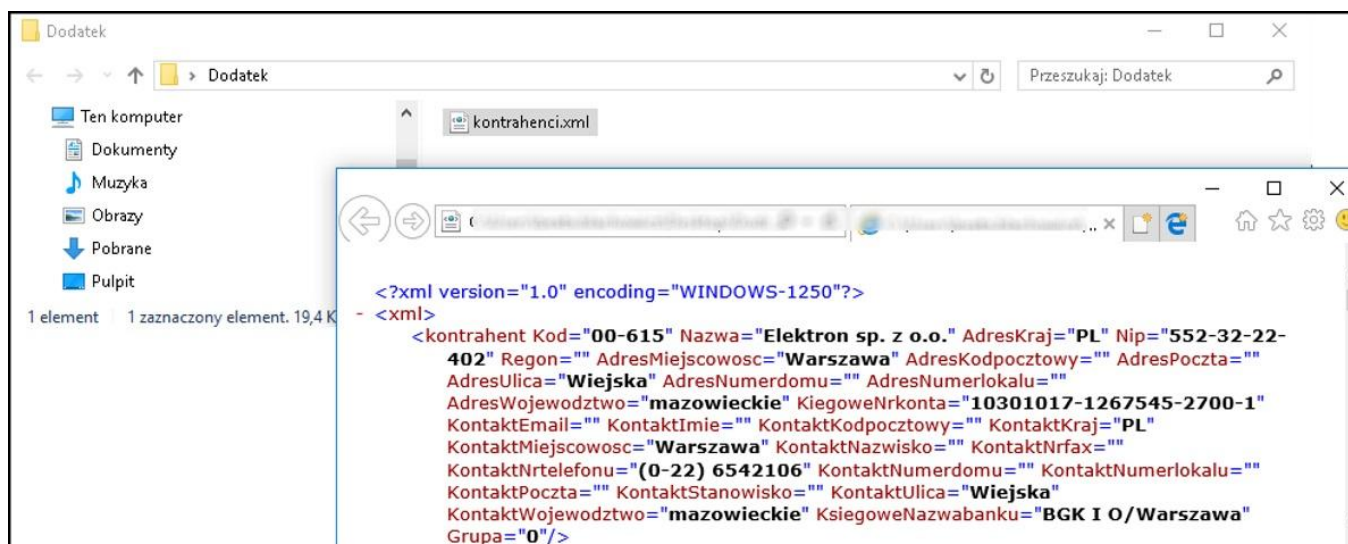 Dodatek
Dodatek
Przeszukaj: Dodatek
Ten komputer
kontrahenci.xml
Dokumenty
Muzyka
Obrazy
Pobrane
Pulpit
1 element 1 zaznaczony element. 19,4 K
<?xml version="1.0" encoding="WINDOWS-1250"?>
- <xml>
<kontrahent Kod="00-615" Nazwa="Elektron sp. z o.o." AdresKraj="PL" Nip="552-32-22-
402" Regon="" AdresMiejscowosc="Warszawa" AdresKodpocztowy="" AdresPoczta=""
AdresUlica="Wiejska" AdresNumerdomu="" AdresNumerlokalu=""
AdresWojewodztwo="mazowieckie" KiegoweNrkonta="10301017-1267545-2700-1"
KontaktEmail="" KontaktImie="" KontaktKodpocztowy="" KontaktKraj="PL"
KontaktMiejscowosc="Warszawa" KontaktNazwisko="" KontaktNrfax=""
KontaktNrtelefonu="(0-22) 6542106" KontaktNumerdomu="" KontaktNumerlokalu=""
KontaktPoczta="" KontaktStanowisko="" KontaktUlica="Wiejska"
KontaktWojewodztwo="mazowieckie" KsiegoweNazwabanku="BGK I O/Warszawa"
Grupa="0"/>